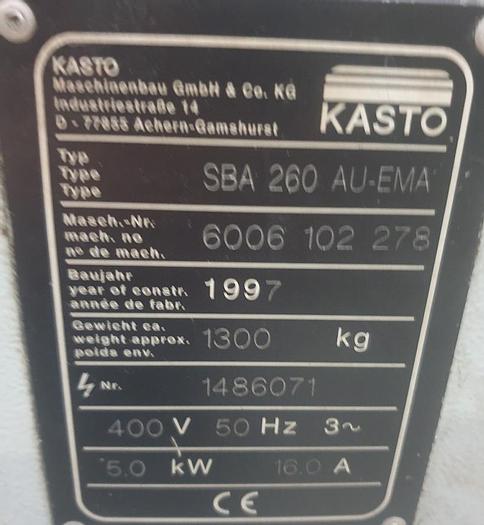 KASTO
Maschinenbau GmbH & Co. KG
Industriestraße 14
D - 77855 Achern-Gamshurst
KASTO
Typ
Type
Type
SBA 260 AU-EMA
Masch.-Nr.
mach. no
n° de mach.
6006 102 278
Baujahr
year of constr.
année de fabr.
1997
Gewicht ca.
weight approx.
poids env.
1300 kg
Nr. 1486071
400 V 50 Hz 3~
5.0 kW 16.0 A
CE